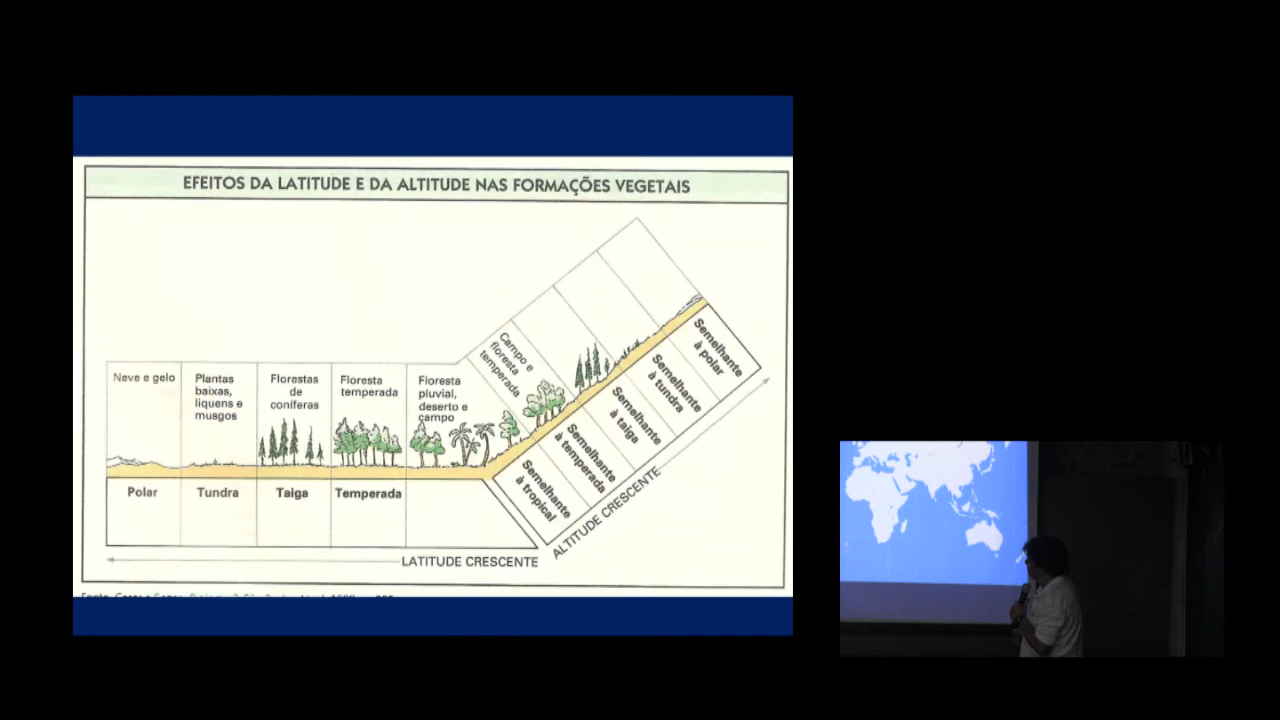 EFEITOS DA LATITUDE E DA ALTITUDE NAS FORMAÇÕES VEGETAIS
Neve e gelo
Plantas
baixas,
liquens e
musgos
Florestas
de
coníferas
Floresta
temperada
Floresta
pluvial,
deserto e
campo
Campo e
floresta
temperada
Polar
Tundra
Taiga
Temperada
Semelhante
à tropical
Semelhante
à temperada
Semelhante
à taiga
Semelhante
à tundra
Semelhante
à polar
LATITUDE CRESCENTE
ALTITUDE CRESCENTE